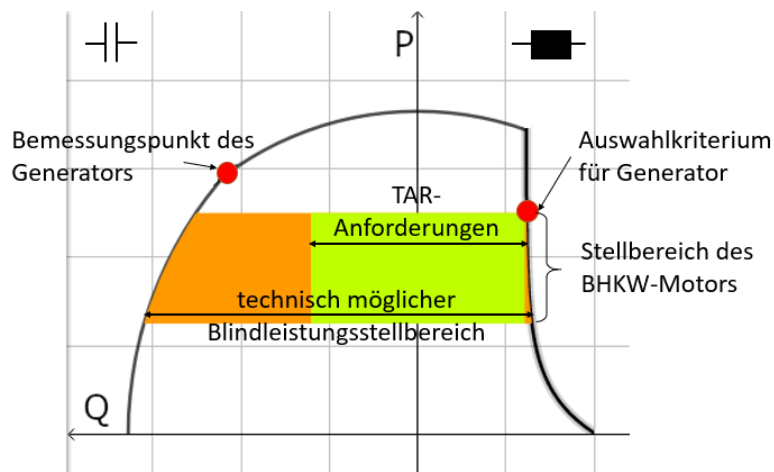 P
Bemessungspunkt des
Generators
Auswahlkriterium
für Generator
TAR-
Anforderungen
Stellbereich des
BHKW-Motors
technisch möglicher
Blindleistungsstellbereich
Q